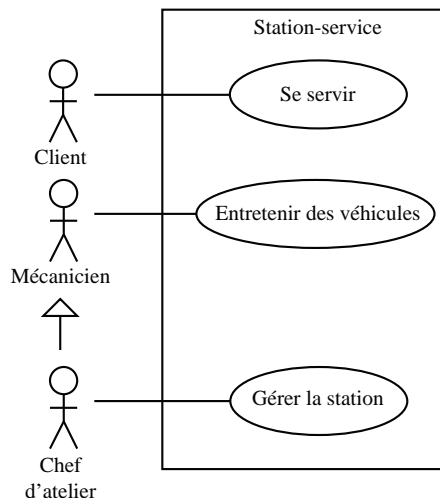 Station-service
Se servir
Client
Entretenir des véhicules
Mécanicien
Gérer la station
Chef
d'atelier